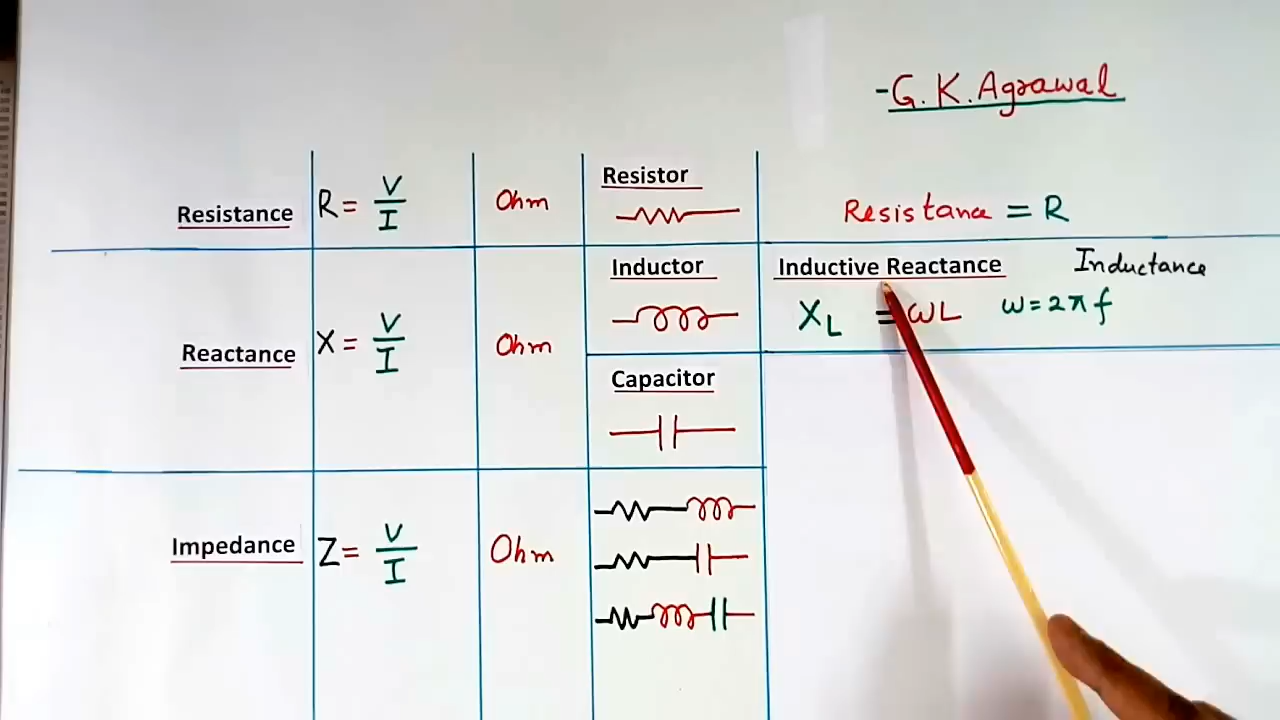 -G. K. Agrawal
Resistance R = V/I Ohm Resistor Resistance = R
Reactance X = V/I Ohm
Inductor Inductive Reactance Inductance
X_L = ωL ω = 2πf
Capacitor
Impedance Z = V/I Ohm